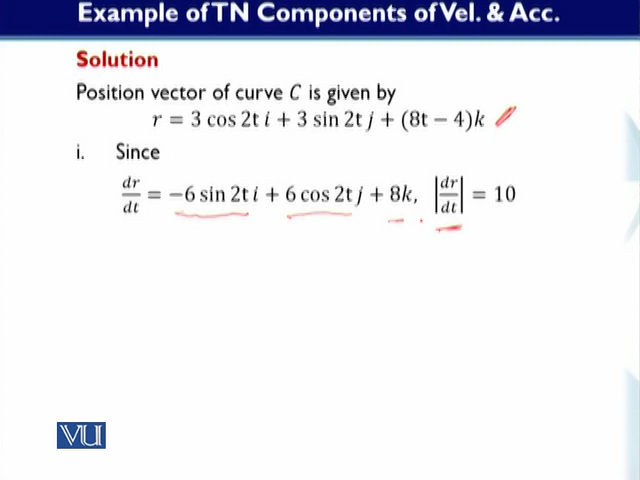 Example of TN Components of Vel. & Acc.
Solution
Position vector of curve C is given by
r = 3 cos 2t i + 3 sin 2t j + (8t − 4)k
i. Since
dr/dt = −6 sin 2t i + 6 cos 2t j + 8k, |dr/dt| = 10
VU